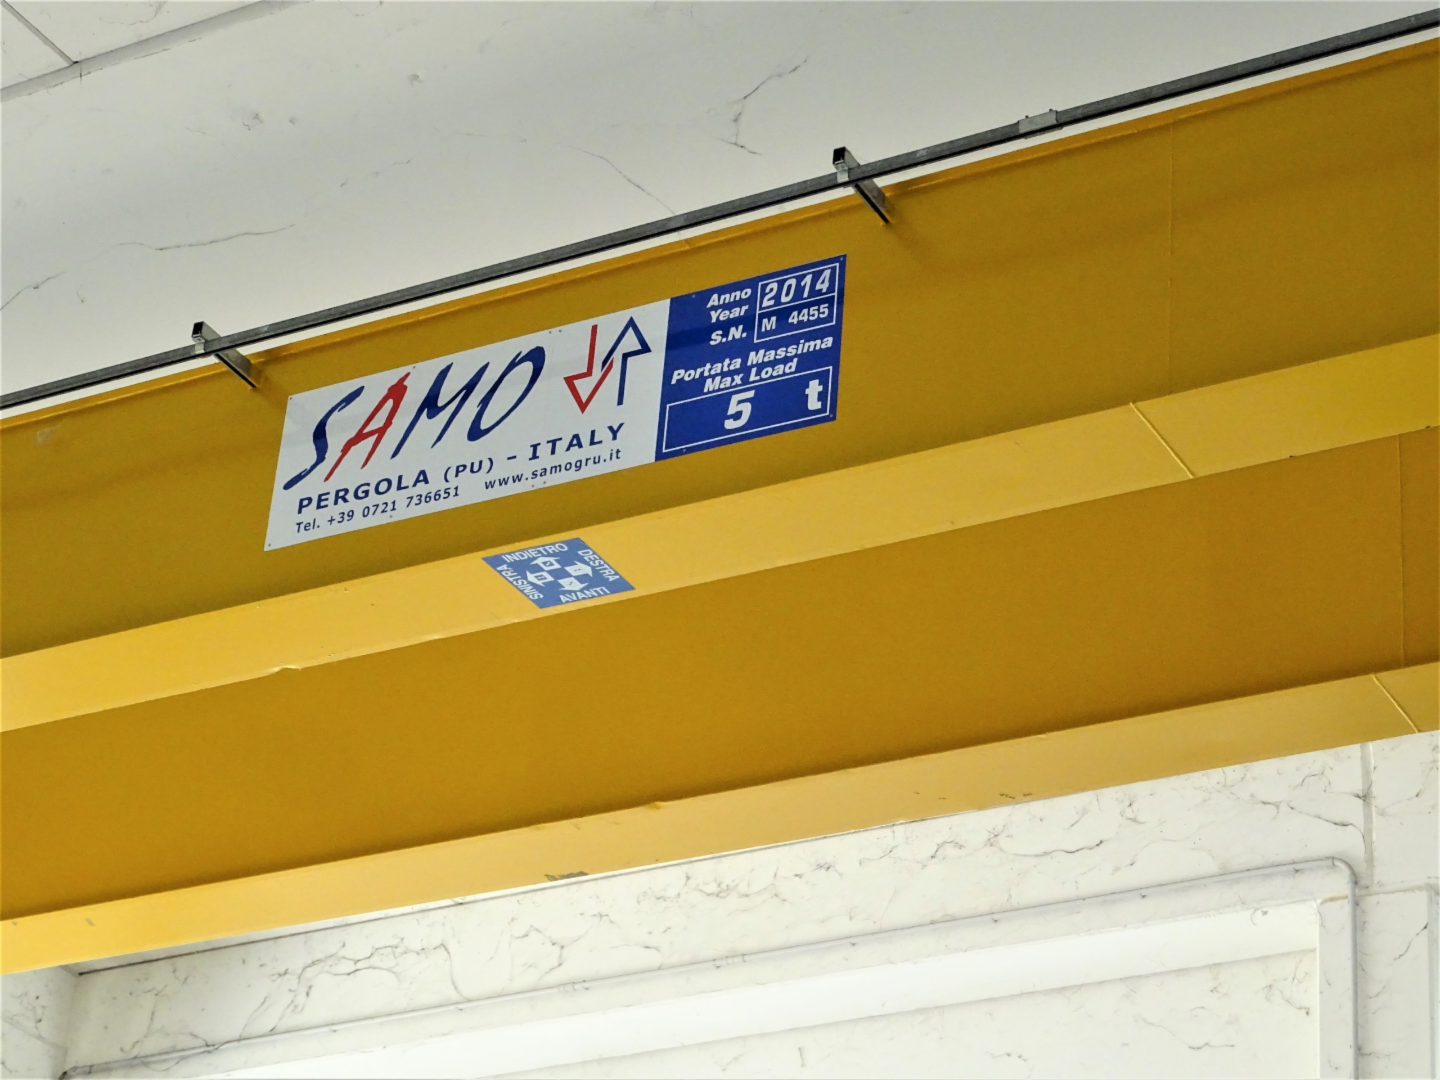 SAMO
PERGOLA (PU) - ITALY
Tel. +39 0721 736651 www.samogru.it
Anno
Year
2014
S.N.
M 4455
Portata Massima
Max Load
5 t
INDIETRO
DESTRA
SINISTRA
AVANTI